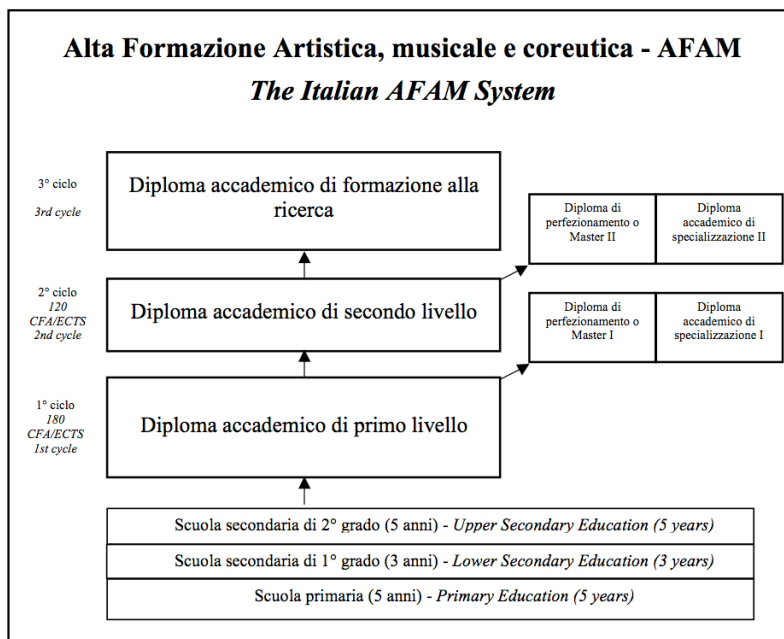 Alta Formazione Artistica, musicale e coreutica - AFAM
The Italian AFAM System
3° ciclo
3rd cycle
Diploma accademico di formazione alla
ricerca
Diploma di
perfezionamento o
Master II
Diploma
accademico di
specializzazione II
2° ciclo
120
CFA/ECTS
2nd cycle
Diploma accademico di secondo livello
Diploma di
perfezionamento o
Master I
Diploma
accademico di
specializzazione I
1° ciclo
180
CFA/ECTS
1st cycle
Diploma accademico di primo livello
Scuola secondaria di 2° grado (5 anni) - Upper Secondary Education (5 years)
Scuola secondaria di 1° grado (3 anni) - Lower Secondary Education (3 years)
Scuola primaria (5 anni) - Primary Education (5 years)